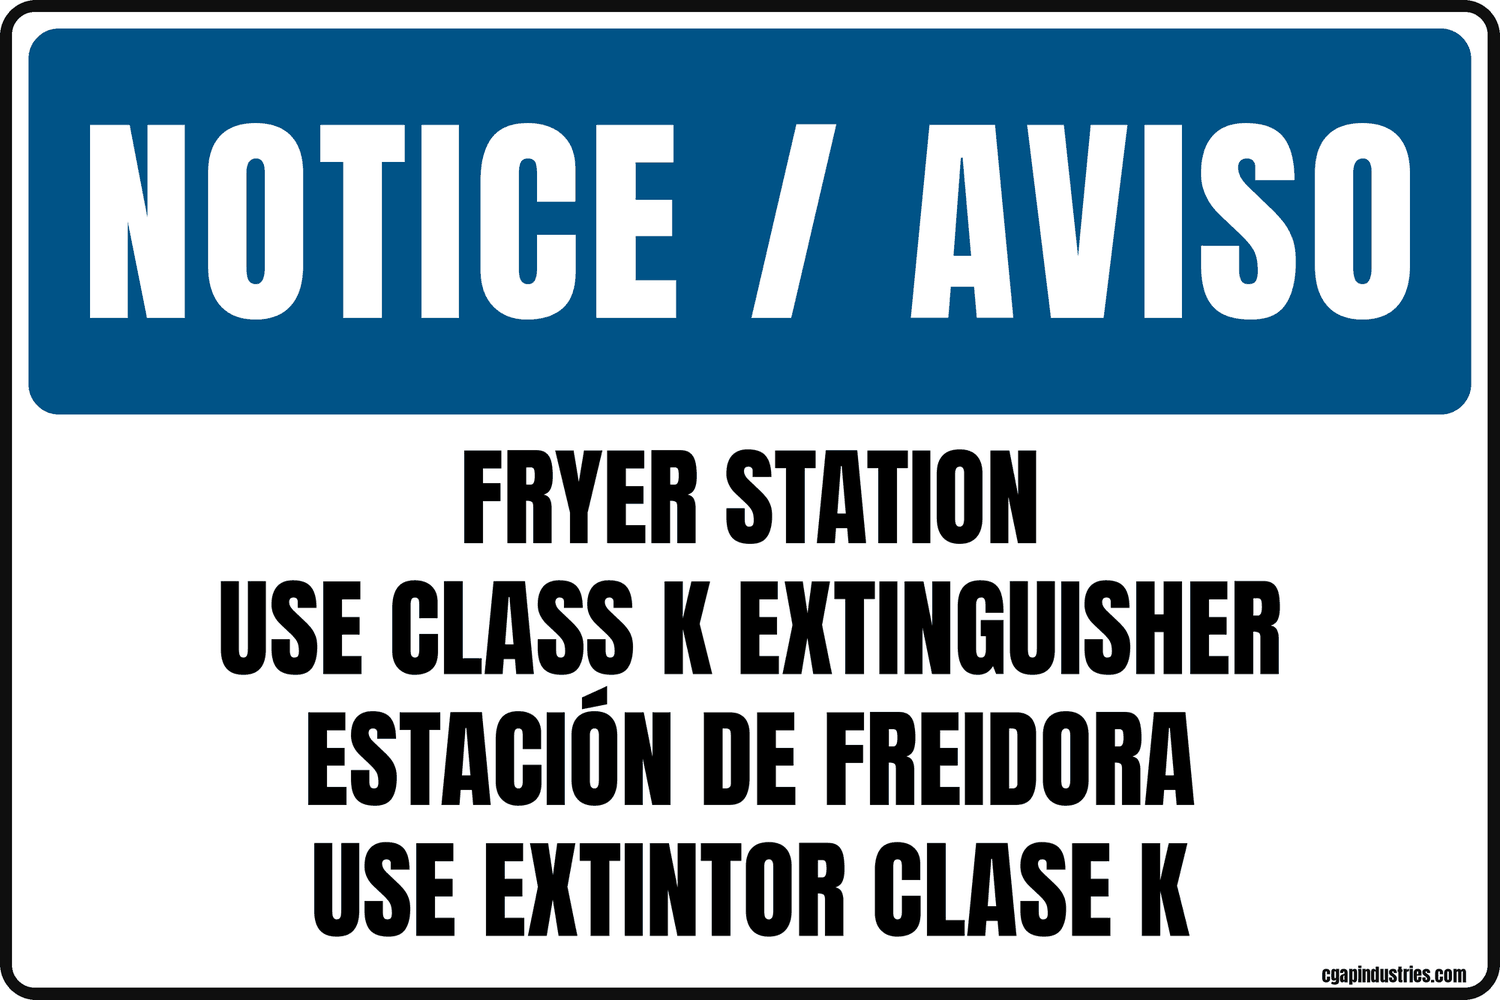 NOTICE / AVISO
FRYER STATION
USE CLASS K EXTINGUISHER
ESTACIÓN DE FREIDORA
USE EXTINTOR CLASE K
cgapindustries.com